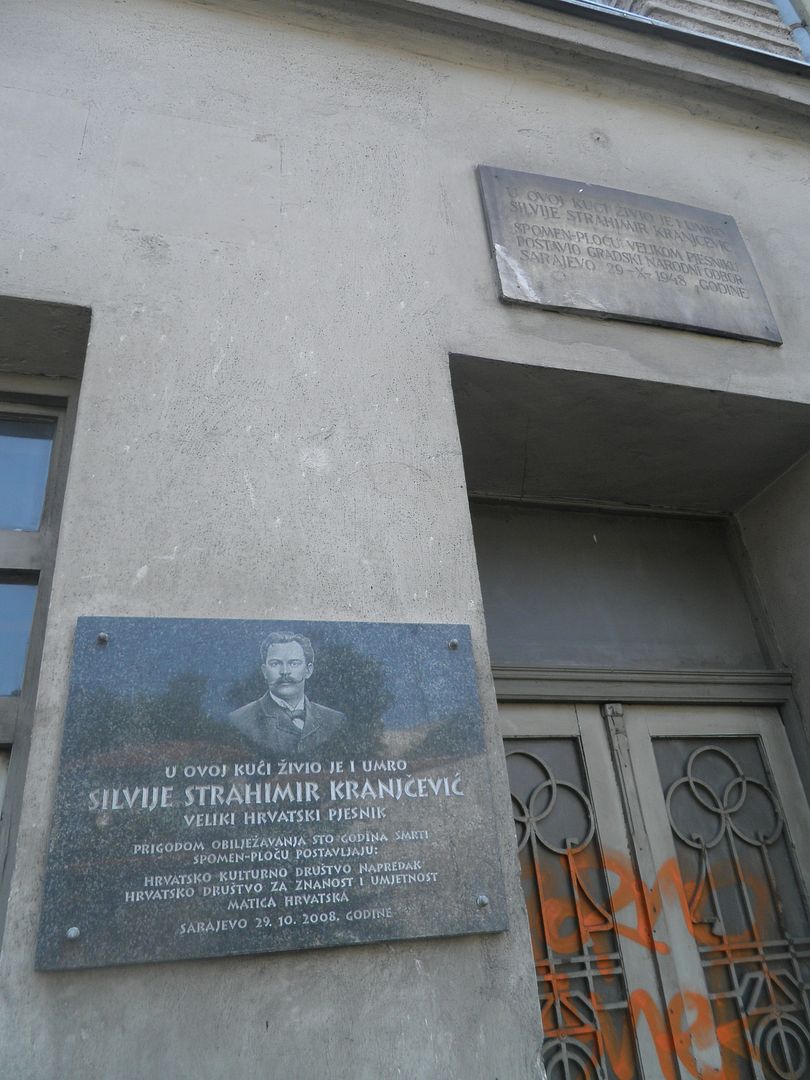 U OVOJ KUĆI ŽIVIO JE I UMRO
SILVIJE STRAHIMIR KRANJČEVIĆ
SPOMEN-PLOČU VELIKOM PJESNIKU
POSTAVIO GRADSKI NARODNI ODBOR
SARAJEVO 29-X-1948 GODINE
U OVOJ KUĆI ŽIVIO JE I UMRO
SILVIJE STRAHIMIR KRANJČEVIĆ
VELIKI HRVATSKI PJESNIK
PRIGODOM OBILJEŽAVANJA STO GODINA SMRTI
SPOMEN-PLOČU POSTAVLJAJU:
HRVATSKO KULTURNO DRUŠTVO NAPREDAK
HRVATSKO DRUŠTVO ZA ZNANOST I UMJETNOST
MATICA HRVATSKA
SARAJEVO 29. 10. 2008. GODINE